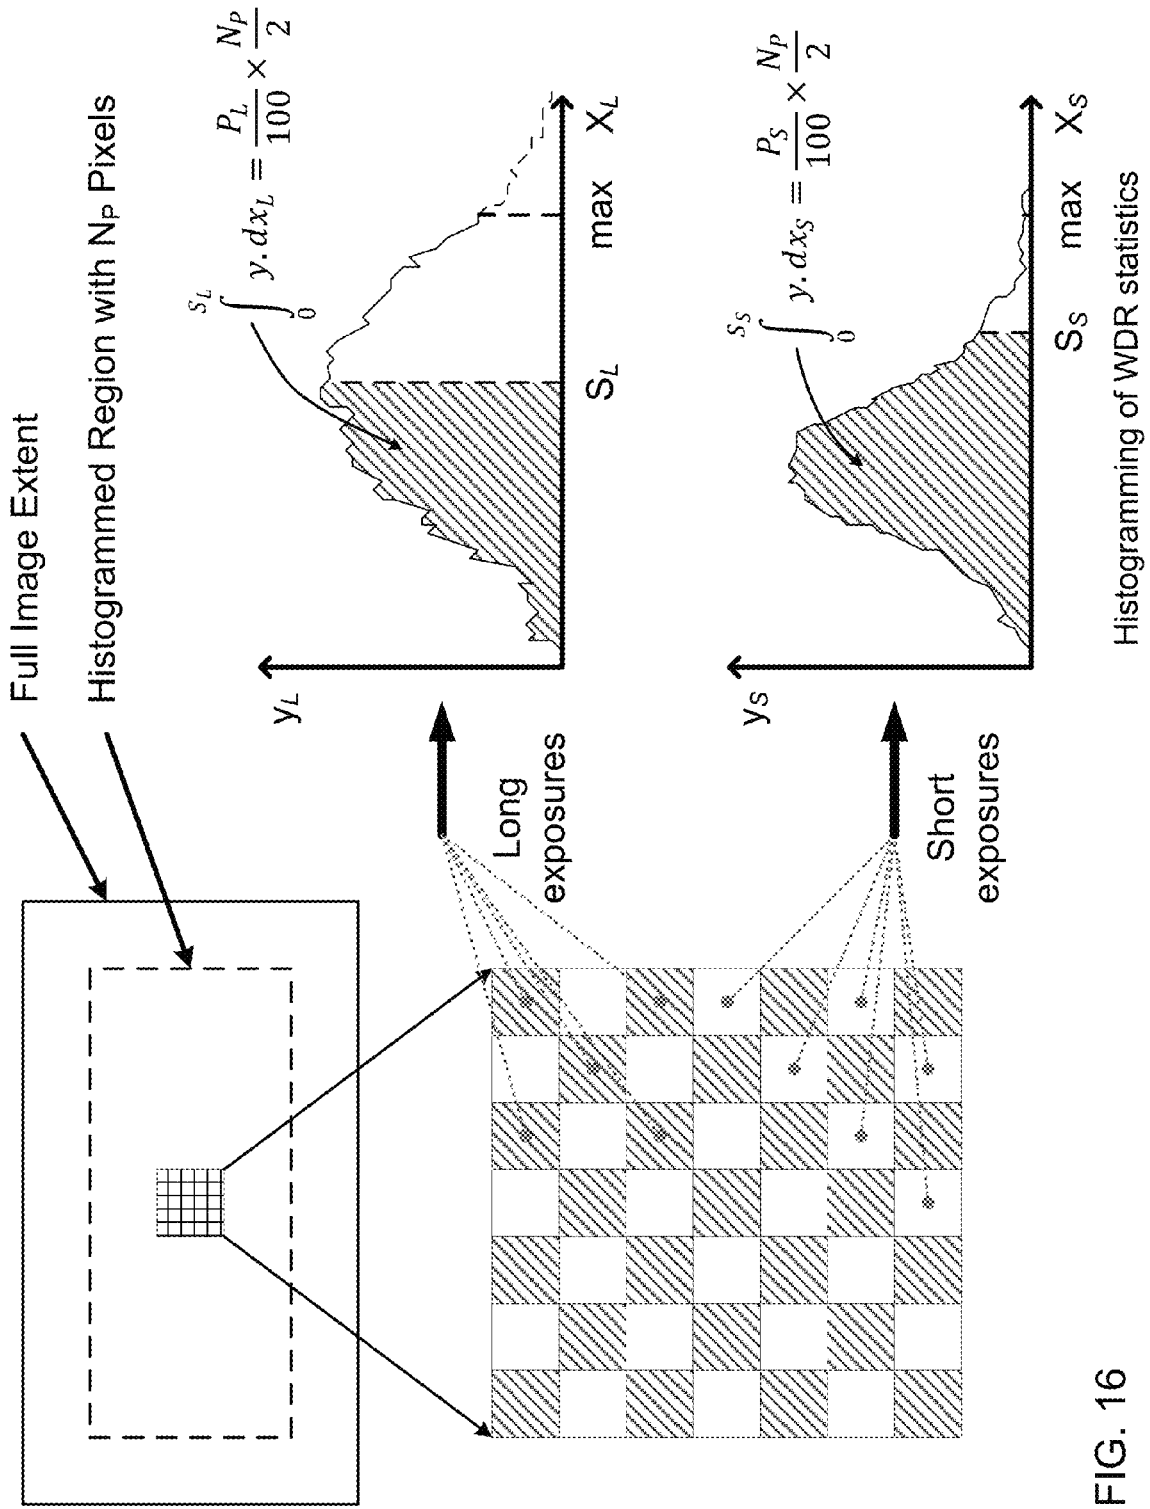 Full Image Extent
Histogrammed Region with N_P Pixels
y_L
∫_0^{S_L} y.dx_L = P_L/100 × N_P/2
S_L max X_L
Long
exposures
y_S
∫_0^{S_S} y.dx_S = P_S/100 × N_P/2
S_S max X_S
Short
exposures
Histogramming of WDR statistics
FIG. 16